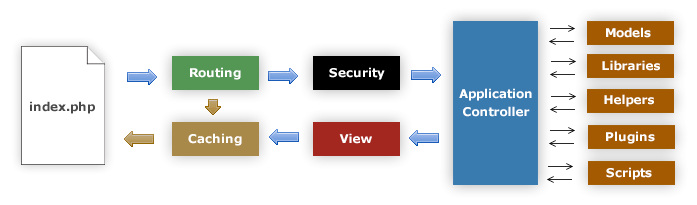 index.php
Routing
Security
Caching
View
Application
Controller
Models
Libraries
Helpers
Plugins
Scripts